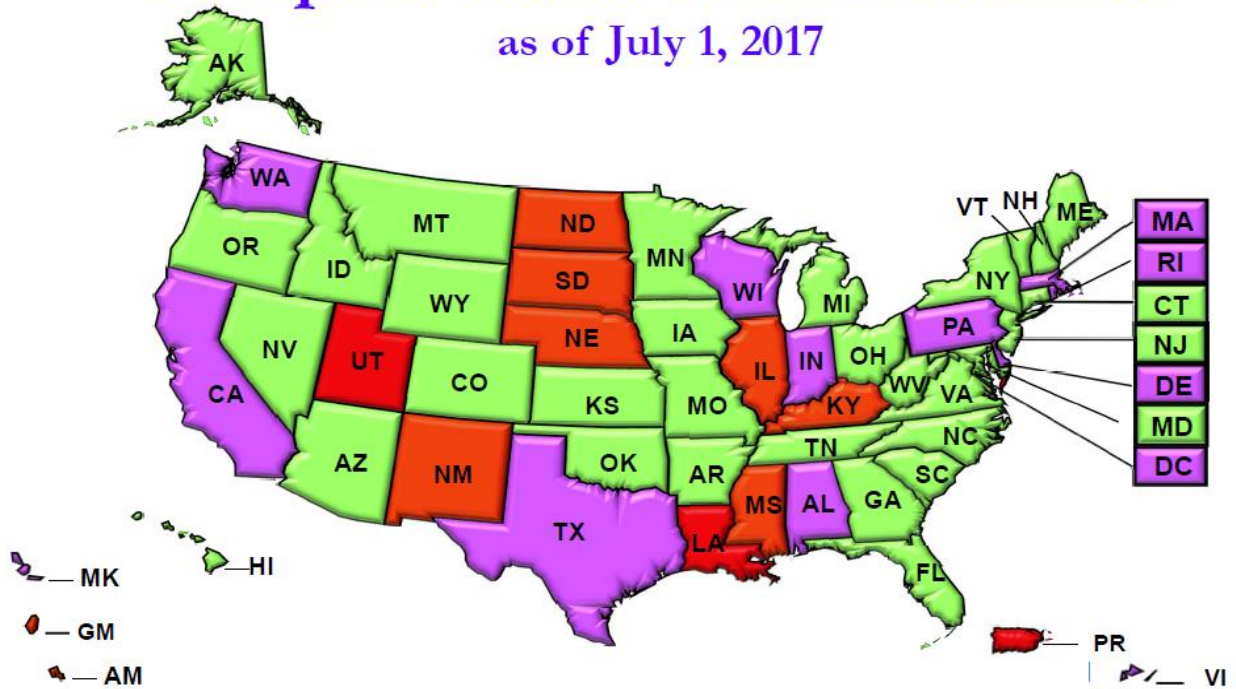 as of July 1, 2017
AK
WA
MT
ND
MN
VT
NH
ME
MA
OR
ID
WY
SD
WI
MI
NY
RI
CT
NV
UT
CO
NE
IA
IL
IN
OH
PA
NJ
CA
KS
MO
KY
WV
VA
DE
MD
AZ
NM
OK
AR
TN
NC
DC
TX
LA
MS
AL
GA
SC
FL
HI
MK
GM
AM
PR
VI